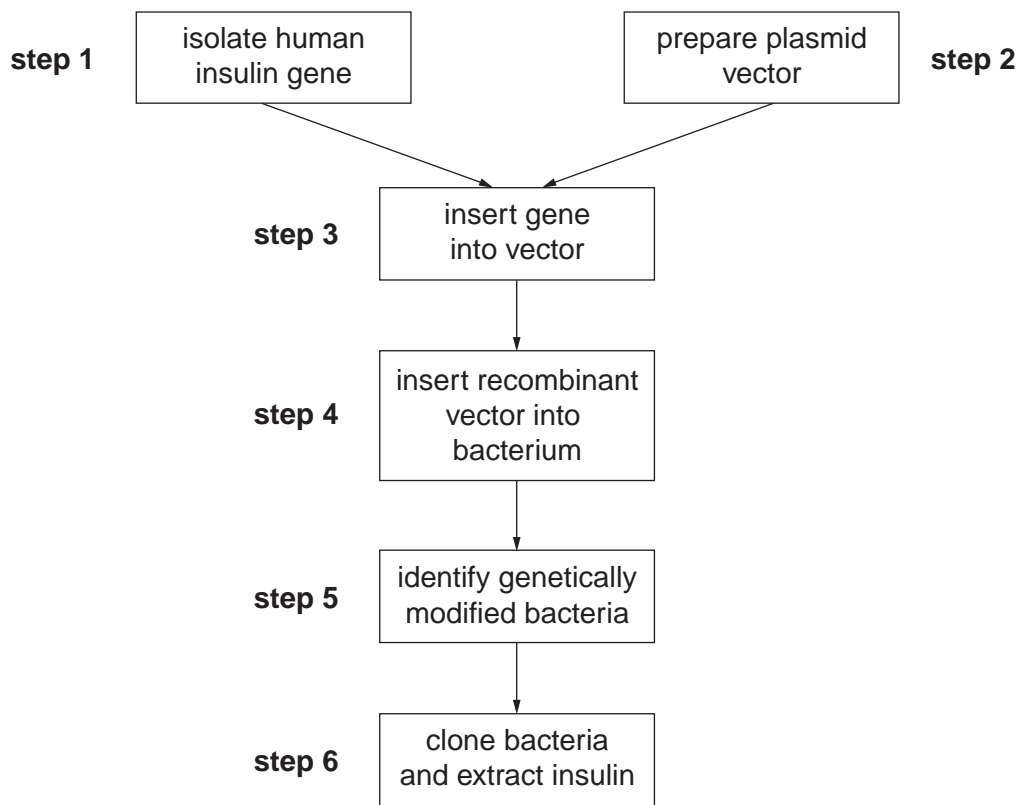 step 1
isolate human
insulin gene
prepare plasmid
vector
step 2
step 3
insert gene
into vector
step 4
insert recombinant
vector into
bacterium
step 5
identify genetically
modified bacteria
step 6
clone bacteria
and extract insulin